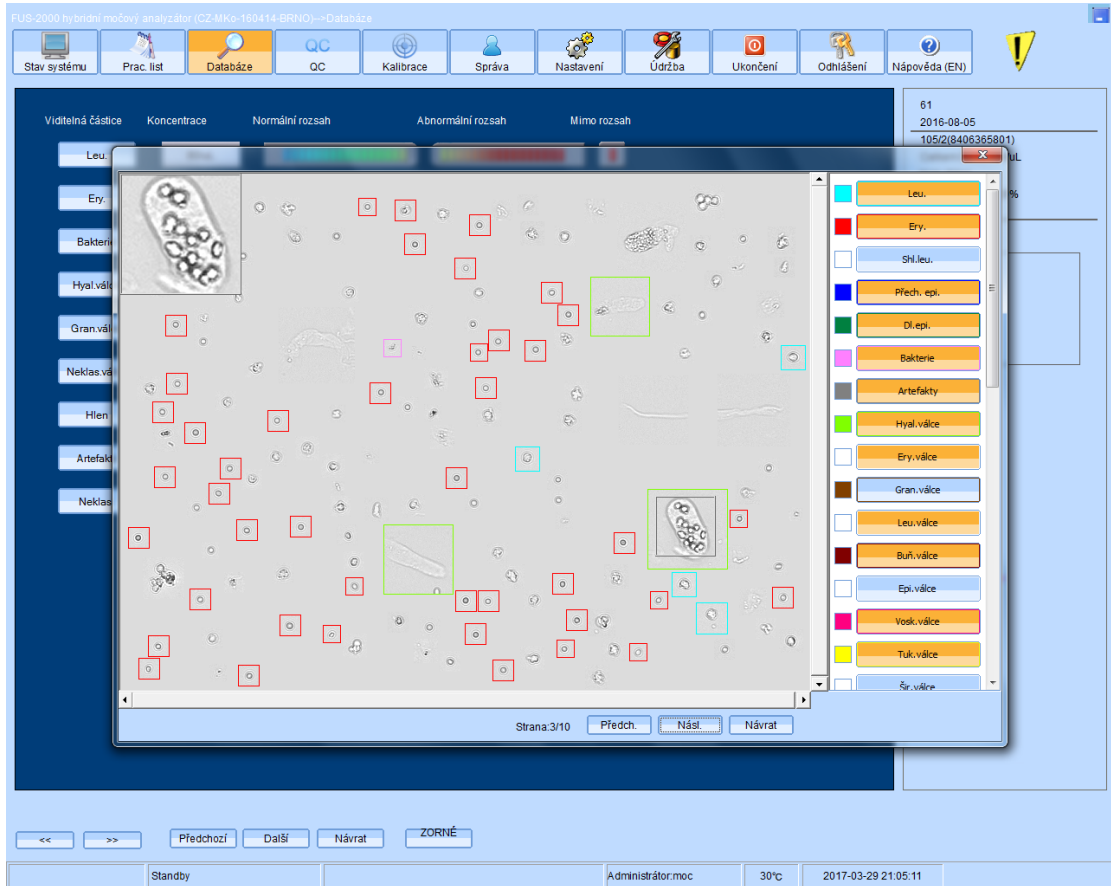 FUS-2000 hybridní močový analyzátor (CZ-MKo-160414-BRNO)-->Databáze
Stav systému Prac. list Databáze QC QC Kalibrace Správa Nastavení Údržba Ukončení Odhlášení Nápověda (EN)
Viditelná částice Koncentrace Normální rozsah Abnormální rozsah Mimo rozsah
61
2016-08-05
105/2(8406365801)
/uL
%
Leu.
Ery.
Bakterie
Hyal.válc
Gran.vál
Neklas.vá
Hlen
Artefakt
Neklas
Leu.
Ery.
Shl.leu.
Přech. epi.
Dl.epi.
Bakterie
Artefakty
Hyal.válce
Ery.válce
Gran.válce
Leu.válce
Buň.válce
Epi.válce
Vosk.válce
Tuk.válce
Šir.válce
Strana:3/10 Předch. Násl. Návrat
<< >> Předchozí Další Návrat ZORNĚ
Standby Administrátor:moc 30°c 2017-03-29 21:05:11